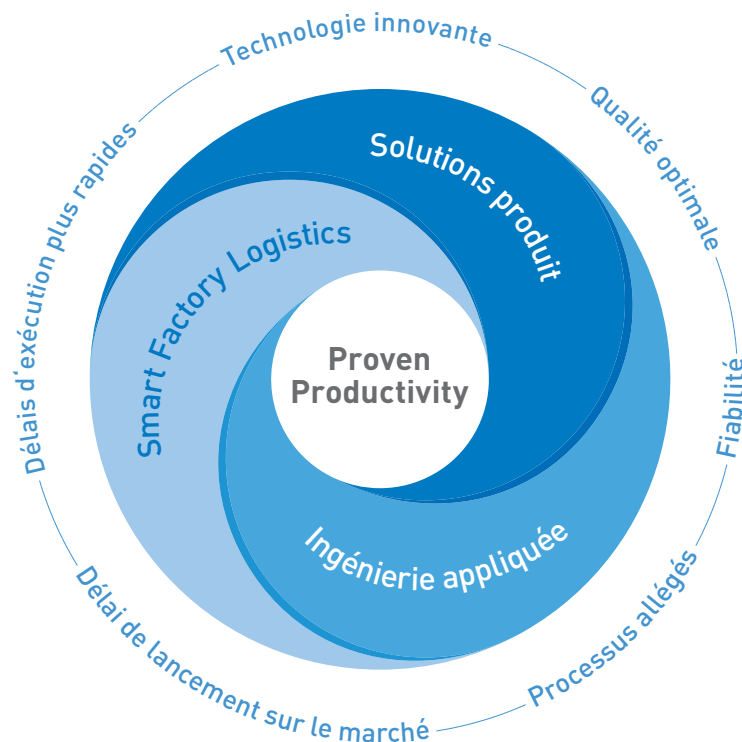 Technologie innovante
Qualité optimale
Fiabilité
Processus allégés
Délai de lancement sur le marché
Délais d‘exécution plus rapides
Solutions produit
Smart Factory Logistics
Ingénierie appliquée
Proven
Productivity